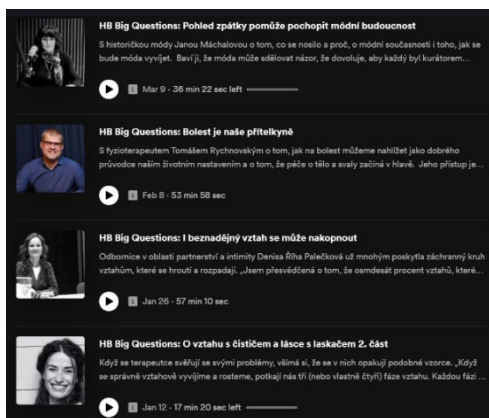 HB Big Questions: Pohled zpátky pomůže pochopit módní budoucnost
S historičkou módy Janou Máchalovou o tom, co se nosilo a proč, o módní současnosti i toho, jak se
bude móda vyvíjet. Baví ji, že móda může sdělovat názor, že dovoluje, aby každý byl kurátorem...
E Mar 9 · 36 min 22 sec left
HB Big Questions: Bolest je naše přítelkyně
S fyzioterapeutem Tomášem Rychnovským o tom, jak na bolest můžeme nahlížet jako dobrého
průvodce naším životním nastavením a o tom, že péče o tělo a svaly začíná v hlavě. Jeho přístup je...
E Feb 8 · 53 min 58 sec
HB Big Questions: I beznadějný vztah se může nakopnout
Odbornice v oblasti partnerství a intimity Denisa Říha Palečková už mnohým poskytla záchranný kruh
vztahům, které se hroutí a rozpadají. „Jsem přesvědčená o tom, že osmdesát procent vztahů, které...
E Jan 26 · 57 min 10 sec
HB Big Questions: O vztahu s čističem a lásce s laskačem 2. část
Když se terapeutce svěřují se svými problémy, všímá si, že se v nich opakují podobné vzorce. „Když
se správně vztahově vyvíjíme a rosteme, potkají nás tři (nebo vlastně čtyři) fáze vztahu. Každou fází ...
E Jan 12 · 17 min 20 sec left